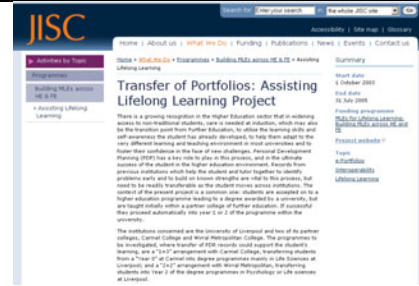 Search for Enter your search in the whole JISC site Go
JISC
Accessibility | Site map | Glossary
Home | About us | What We Do | Funding | Publications | News | Events | Contact us
Activities by Topic
Programmes
Building MLEs across HE & FE
» Assisting Lifelong Learning
Home » What We Do » Programmes » Building MLEs across HE & FE » Assisting
Lifelong Learning
Transfer of Portfolios: Assisting
Lifelong Learning Project
There is a growing recognition in the Higher Education sector that in widening
access to non-traditional students, care is needed at induction, which may also
be the transition point from Further Education, to utilise the learning skills and
self-awareness the student has already developed, to help them adapt to the
very different learning and teaching environment in most universities and to
foster their confidence in the face of new challenges. Personal Development
Planning (PDP) has a key role to play in this process, and in the ultimate
success of the student in the higher education environment. Records from
previous institutions which help the student and tutor together to identify
problems early and to build on known strengths are vital to this process, but
need to be readily transferable as the student moves across institutions. The
context of the present project is a common one: students are accepted on to a
higher education programme leading to a degree awarded by a university, but
are taught initially within a partner college of further education. If successful
they proceed automatically into year 1 or 2 of the programme within the
university.
The institutions concerned are the University of Liverpool and two of its partner
colleges, Carmel College and Wirral Metropolitan College. The programmes to
be investigated, where transfer of PDP records could support the student's
learning, are a "1+3" arrangement with Carmel College, transferring students
from a "Year 0" at Carmel into degree programmes mainly in Life Sciences at
Liverpool; and a "2+2" arrangement with Wirral Metropolitan, transferring
students into Year 2 of the degree programmes in Psychology or Life sciences
at Liverpool.
Summary
Start date
1 October 2003
End date
31 July 2005
Funding programme
MLEs for Lifelong Learning:
Building MLEs across HE and
FE
Project website
Topic
e-Portfolios
Interoperability
Lifelong Learning